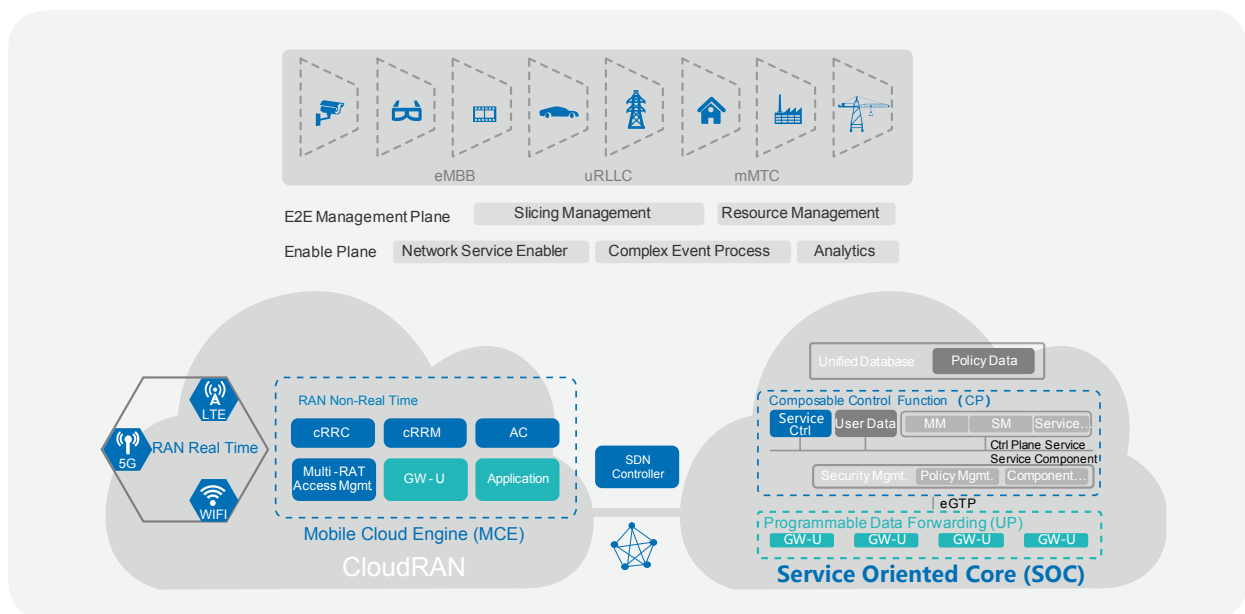 eMBB uRLLC mMTC
E2E Management Plane Slicing Management Resource Management
Enable Plane Network Service Enabler Complex Event Process Analytics
LTE
5G
RAN Real Time
WIFI
RAN Non-Real Time
cRRC cRRM AC
Multi-RAT
Access Mgmt
GW-U Application
Mobile Cloud Engine (MCE)
CloudRAN
SDN
Controller
Unified Database Policy Data
Composable Control Function (CP)
Service
Ctrl
User Data MM SM Service...
Ctrl Plane Service
Service Component
Security Mgmt. Policy Mgmt. Component...
eGTP
Programmable Data Forwarding (UP)
GW-U GW-U GW-U GW-U
Service Oriented Core (SOC)